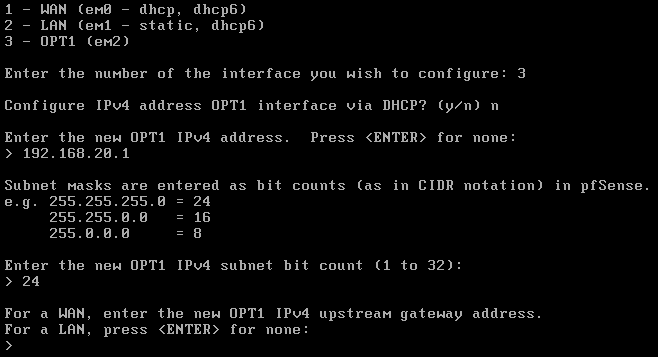 1 - WAN (em0 - dhcp, dhcp6)
2 - LAN (em1 - static, dhcp6)
3 - OPT1 (em2)
Enter the number of the interface you wish to configure: 3
Configure IPv4 address OPT1 interface via DHCP? (y/n) n
Enter the new OPT1 IPv4 address.  Press <ENTER> for none:
> 192.168.20.1
Subnet masks are entered as bit counts (as in CIDR notation) in pfSense.
e.g. 255.255.255.0 = 24
     255.255.0.0   = 16
     255.0.0.0     = 8
Enter the new OPT1 IPv4 subnet bit count (1 to 32):
> 24
For a WAN, enter the new OPT1 IPv4 upstream gateway address.
For a LAN, press <ENTER> for none:
>